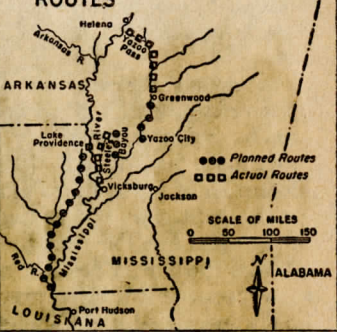 ROUTES
Helena
Yazoo
Pass
Arkansas R.
ARKANSAS
Greenwood
Lake
Providence
River
Steele
Bayou
Yazoo City
Planned Routes
Actual Routes
Vicksburg
Jackson
SCALE OF MILES
0 50 100 150
Mississippi
Red R.
MISSISSIPPI
N
ALABAMA
LOUISIANA
Port Hudson